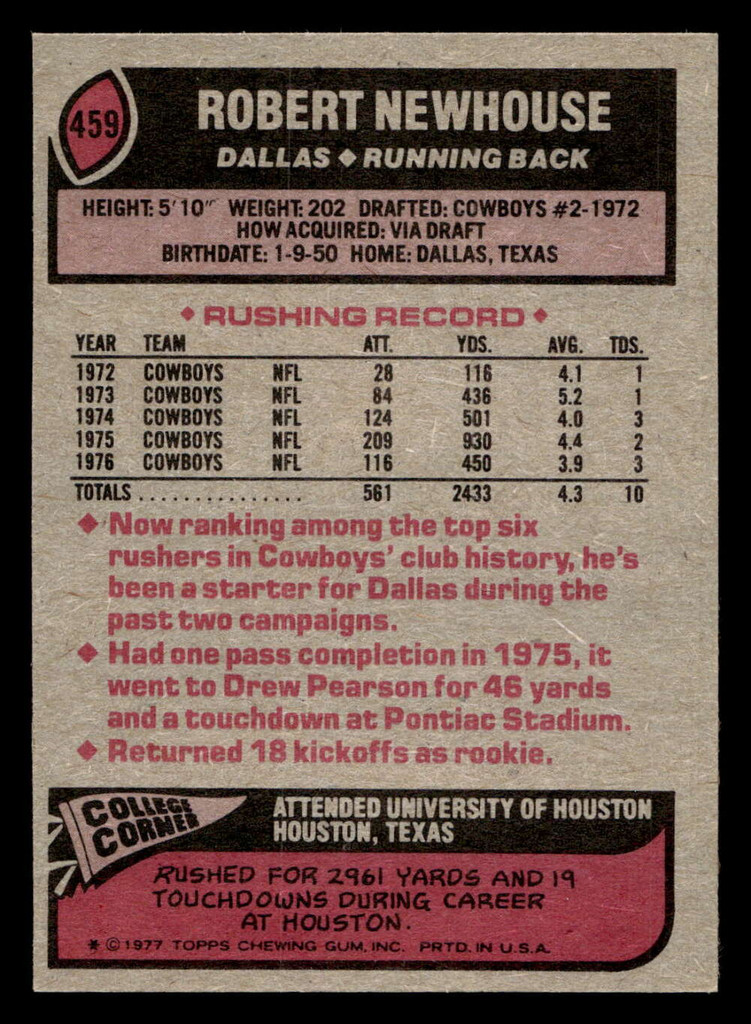 459
ROBERT NEWHOUSE
DALLAS ◆ RUNNING BACK
HEIGHT: 5'10" WEIGHT: 202 DRAFTED: COWBOYS #2-1972
HOW ACQUIRED: VIA DRAFT
BIRTHDATE: 1-9-50 HOME: DALLAS, TEXAS
◆ RUSHING RECORD ◆
YEAR TEAM ATT. YDS. AVG. TDS.
1972 COWBOYS NFL 28 116 4.1 1
1973 COWBOYS NFL 84 436 5.2 1
1974 COWBOYS NFL 124 501 4.0 3
1975 COWBOYS NFL 209 930 4.4 2
1976 COWBOYS NFL 116 450 3.9 3
TOTALS ............... 561 2433 4.3 10
◆ Now ranking among the top six
rushers in Cowboys' club history, he's
been a starter for Dallas during the
past two campaigns.
◆ Had one pass completion in 1975, it
went to Drew Pearson for 46 yards
and a touchdown at Pontiac Stadium.
◆ Returned 18 kickoffs as rookie.
COLLEGE
CORNER
ATTENDED UNIVERSITY OF HOUSTON
HOUSTON, TEXAS
RUSHED FOR 2961 YARDS AND 19
TOUCHDOWNS DURING CAREER
AT HOUSTON.
* © 1977 TOPPS CHEWING GUM, INC. PRTD. IN U.S.A.